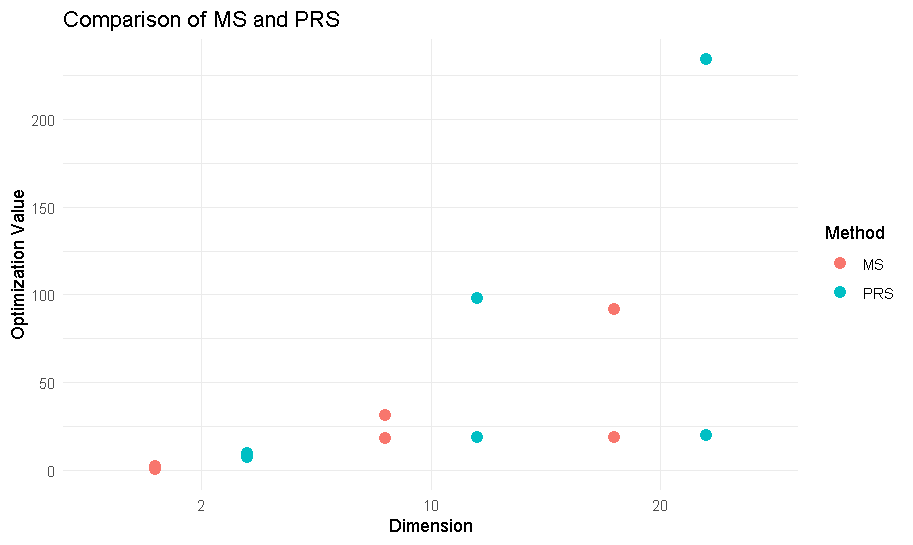 Comparison of MS and PRS
Optimization Value
200
150
100
50
0
2 10 20
Dimension
Method
MS
PRS